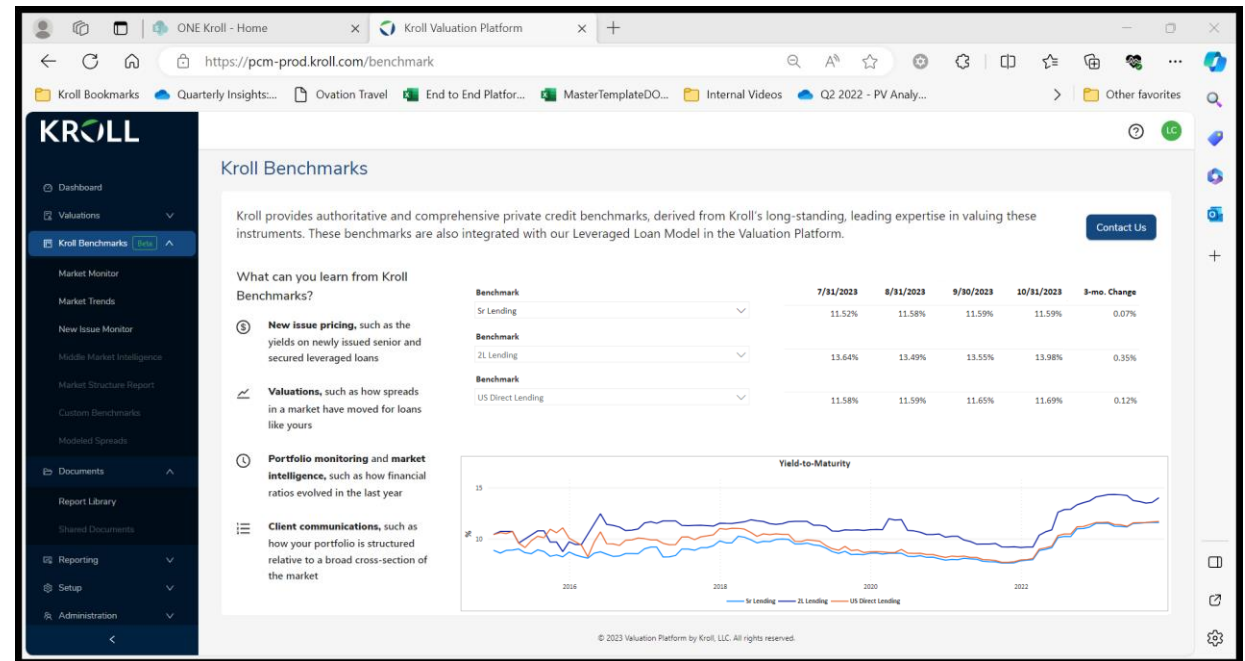 ONE Kroll - Home
Kroll Valuation Platform
https://pcm-prod.kroll.com/benchmark
Kroll Bookmarks
Quarterly Insights:...
Ovation Travel
End to End Platfor...
MasterTemplateDO...
Internal Videos
Q2 2022 - PV Analy...
Other favorites
KROLL
LC
Dashboard
Valuations
Kroll Benchmarks Beta
Market Monitor
Market Trends
New Issue Monitor
Middle Market Intelligence
Market Structure Report
Custom Benchmarks
Modeled Spreads
Documents
Report Library
Shared Documents
Reporting
Setup
Administration
Kroll Benchmarks
Kroll provides authoritative and comprehensive private credit benchmarks, derived from Kroll's long-standing, leading expertise in valuing these
instruments. These benchmarks are also integrated with our Leveraged Loan Model in the Valuation Platform.
Contact Us
What can you learn from Kroll
Benchmarks?
New issue pricing, such as the
yields on newly issued senior and
secured leveraged loans
Valuations, such as how spreads
in a market have moved for loans
like yours
Portfolio monitoring and market
intelligence, such as how financial
ratios evolved in the last year
Client communications, such as
how your portfolio is structured
relative to a broad cross-section of
the market
Benchmark 7/31/2023 8/31/2023 9/30/2023 10/31/2023 3-mo. Change
Sr Lending 11.52% 11.58% 11.59% 11.59% 0.07%
Benchmark
2L Lending 13.64% 13.49% 13.55% 13.98% 0.35%
Benchmark
US Direct Lending 11.58% 11.59% 11.65% 11.69% 0.12%
Yield-to-Maturity
15
%
10
2016 2018 2020 2022
Sr Lending 2L Lending US Direct Lending
© 2023 Valuation Platform by Kroll, LLC. All rights reserved.